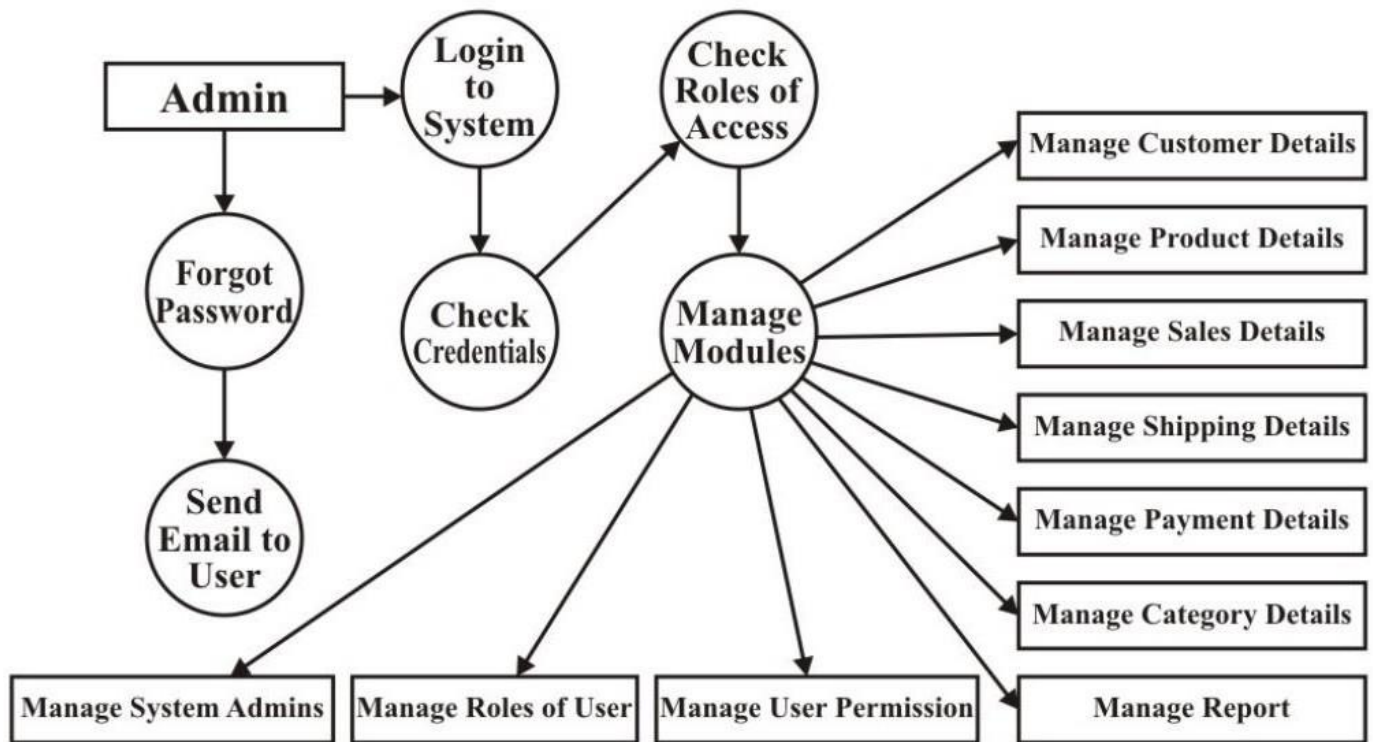 Admin
Login
to
System
Check
Roles of
Access
Manage Customer Details
Manage Product Details
Forgot
Password
Check
Credentials
Manage
Modules
Manage Sales Details
Manage Shipping Details
Send
Email to
User
Manage Payment Details
Manage Category Details
Manage System Admins
Manage Roles of User
Manage User Permission
Manage Report